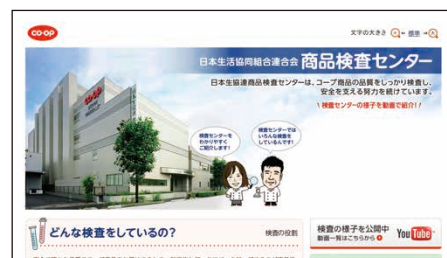 CO·OP
文字の大きさ 標準
日本生活協同組合連合会 商品検査センター
日本生協連商品検査センターは、コープ商品の品質をしっかり検査し、
安全を支える努力を続けています。
\ 検査センターの様子を動画で紹介! /
検査センターを
わかりやすく
ご紹介します!
検査センターでは
いろんな検査を
しているんです!
どんな検査をしているの?
検査の役割
検査の様子を公開中
動画一覧はこちらから
YouTube